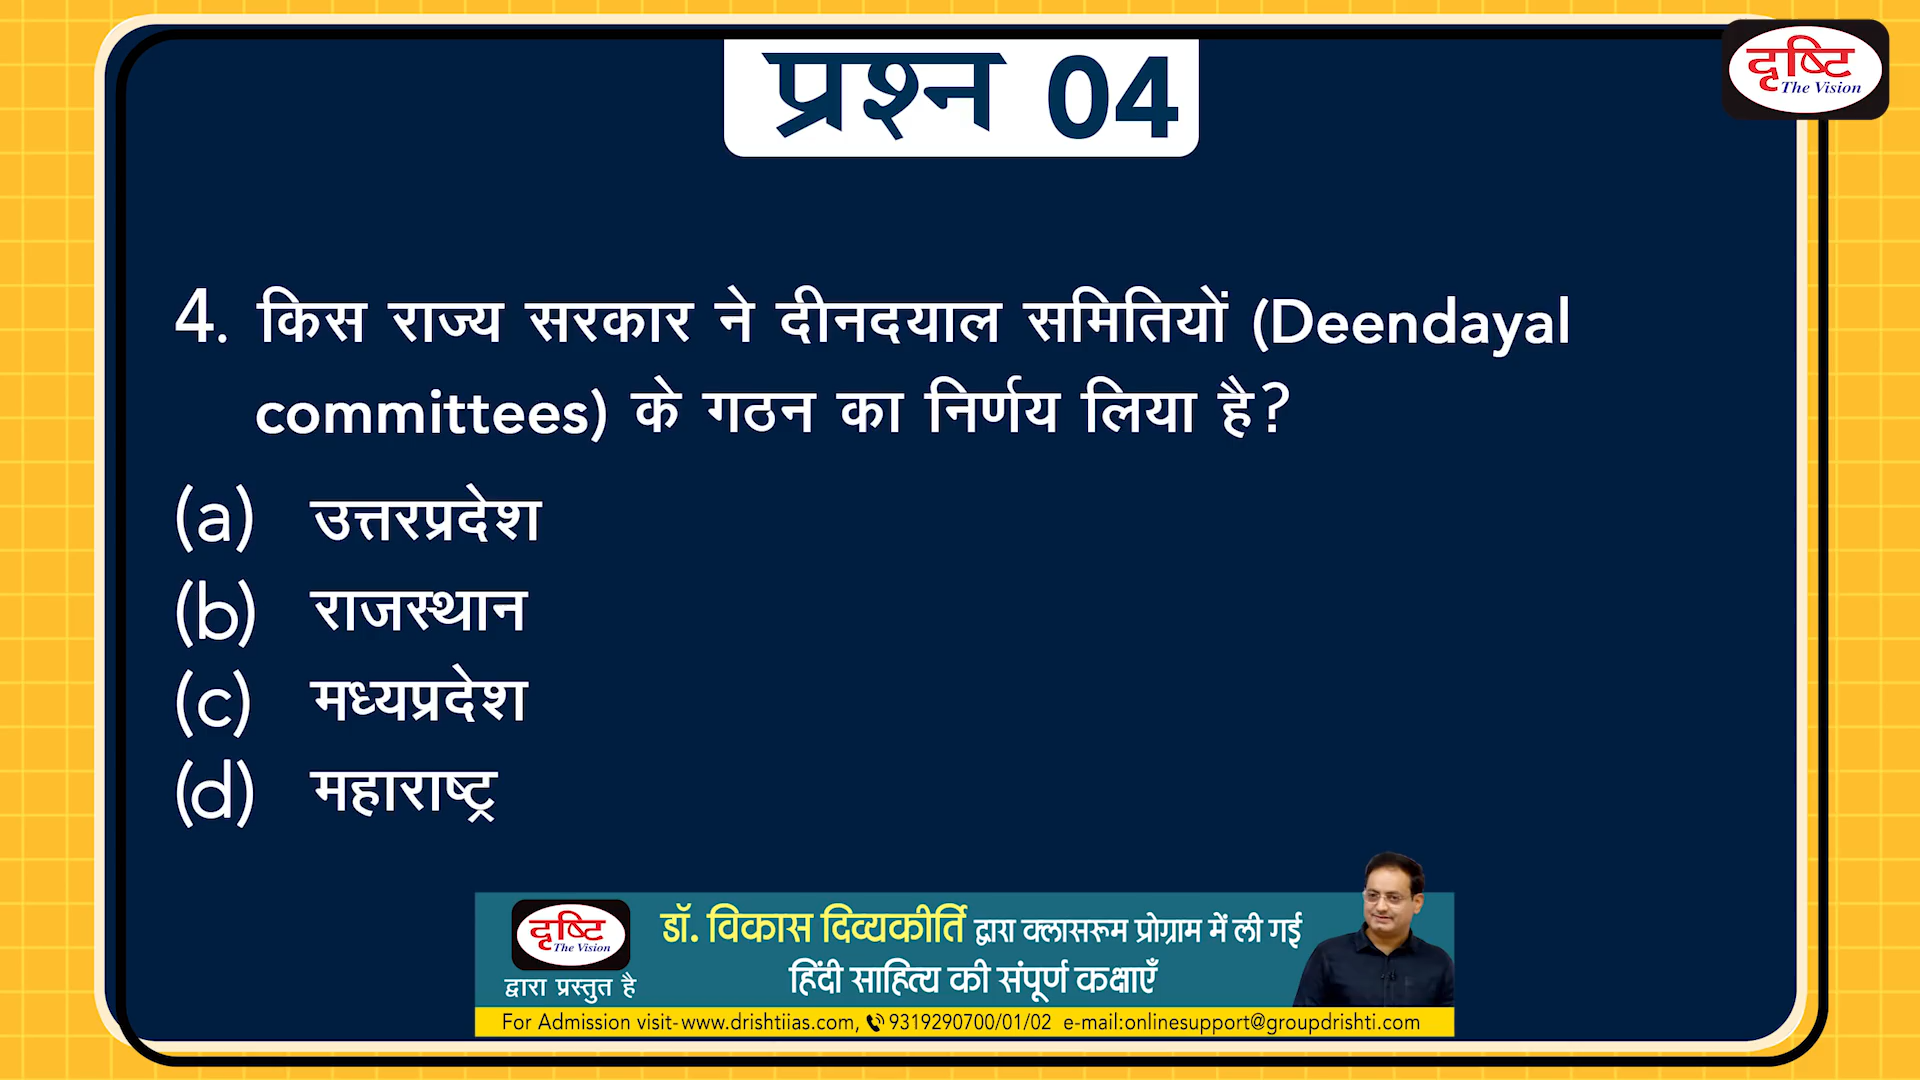 दृष्टि
The Vision
प्रश्न 04
4. किस राज्य सरकार ने दीनदयाल समितियों (Deendayal
committees) के गठन का निर्णय लिया है?
(a) उत्तरप्रदेश
(b) राजस्थान
(c) मध्यप्रदेश
(d) महाराष्ट्र
दृष्टि
The Vision
द्वारा प्रस्तुत है
डॉ. विकास दिव्यकीर्ति द्वारा क्लासरूम प्रोग्राम में ली गई
हिंदी साहित्य की संपूर्ण कक्षाएँ
For Admission visit-www.drishtiias.com, 9319290700/01/02 e-mail:onlinesupport@groupdrishti.com